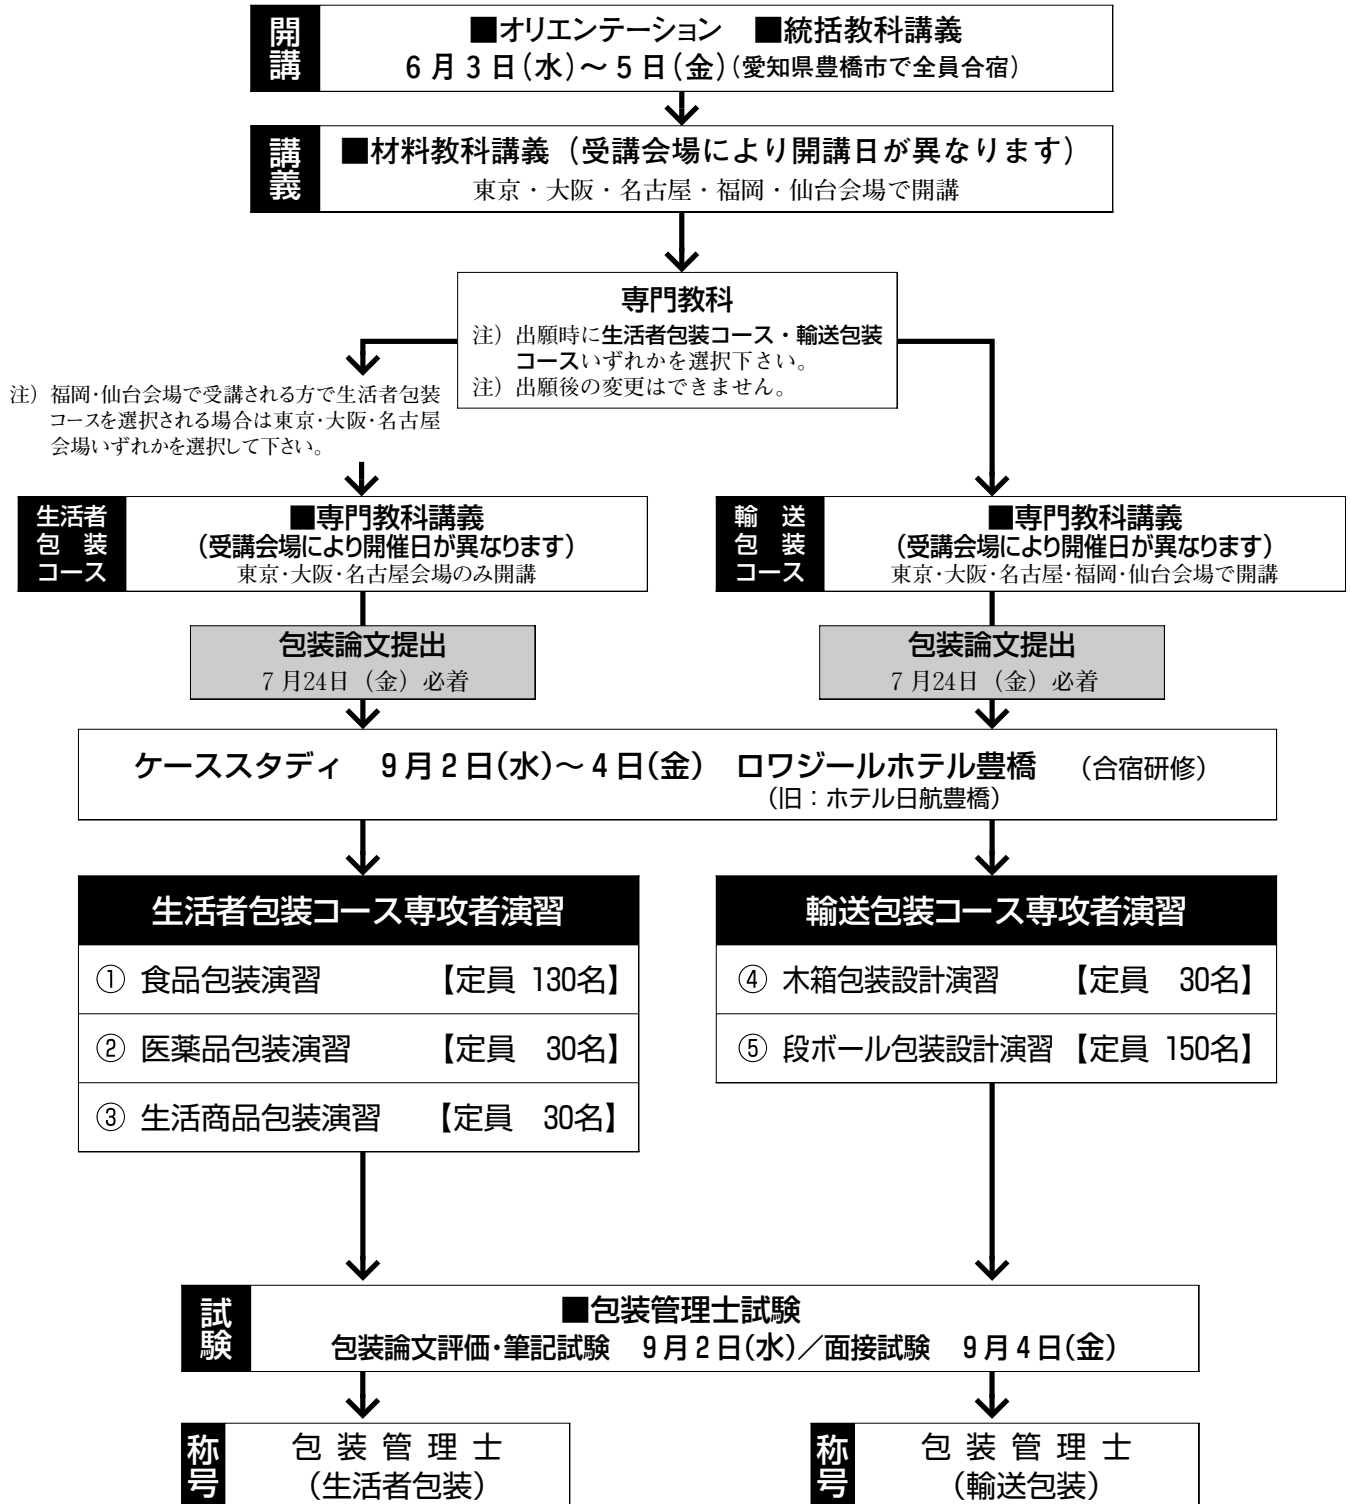 開講
■オリエンテーション ■統括教科講義
6月3日(水)～5日(金)(愛知県豊橋市で全員合宿)
講義
■材料教科講義（受講会場により開講日が異なります）
東京・大阪・名古屋・福岡・仙台会場で開講
専門教科
注）出願時に生活者包装コース・輸送包装
コースいずれかを選択下さい。
注）出願後の変更はできません。
注）福岡・仙台会場で受講される方で生活者包装
コースを選択される場合は東京・大阪・名古屋
会場いずれかを選択して下さい。
生活者
包装
コース
■専門教科講義
（受講会場により開催日が異なります）
東京・大阪・名古屋会場のみ開講
輸送
包装
コース
■専門教科講義
（受講会場により開催日が異なります）
東京・大阪・名古屋・福岡・仙台会場で開講
包装論文提出
7月24日（金）必着
包装論文提出
7月24日（金）必着
ケーススタディ 9月2日(水)～4日(金) ロワジールホテル豊橋 （合宿研修）
（旧：ホテル日航豊橋）
生活者包装コース専攻者演習
① 食品包装演習 【定員 130名】
② 医薬品包装演習 【定員 30名】
③ 生活商品包装演習 【定員 30名】
輸送包装コース専攻者演習
④ 木箱包装設計演習 【定員 30名】
⑤ 段ボール包装設計演習 【定員 150名】
試験
■包装管理士試験
包装論文評価・筆記試験 9月2日(水)／面接試験 9月4日(金)
称号
包装管理士
（生活者包装）
称号
包装管理士
（輸送包装）